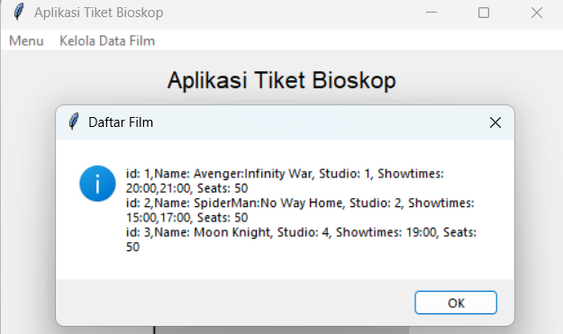 Aplikasi Tiket Bioskop
Menu Kelola Data Film
Aplikasi Tiket Bioskop
Daftar Film
id: 1,Name: Avenger:Infinity War, Studio: 1, Showtimes:
20:00,21:00, Seats: 50
id: 2,Name: SpiderMan:No Way Home, Studio: 2, Showtimes:
15:00,17:00, Seats: 50
id: 3,Name: Moon Knight, Studio: 4, Showtimes: 19:00, Seats:
50
OK